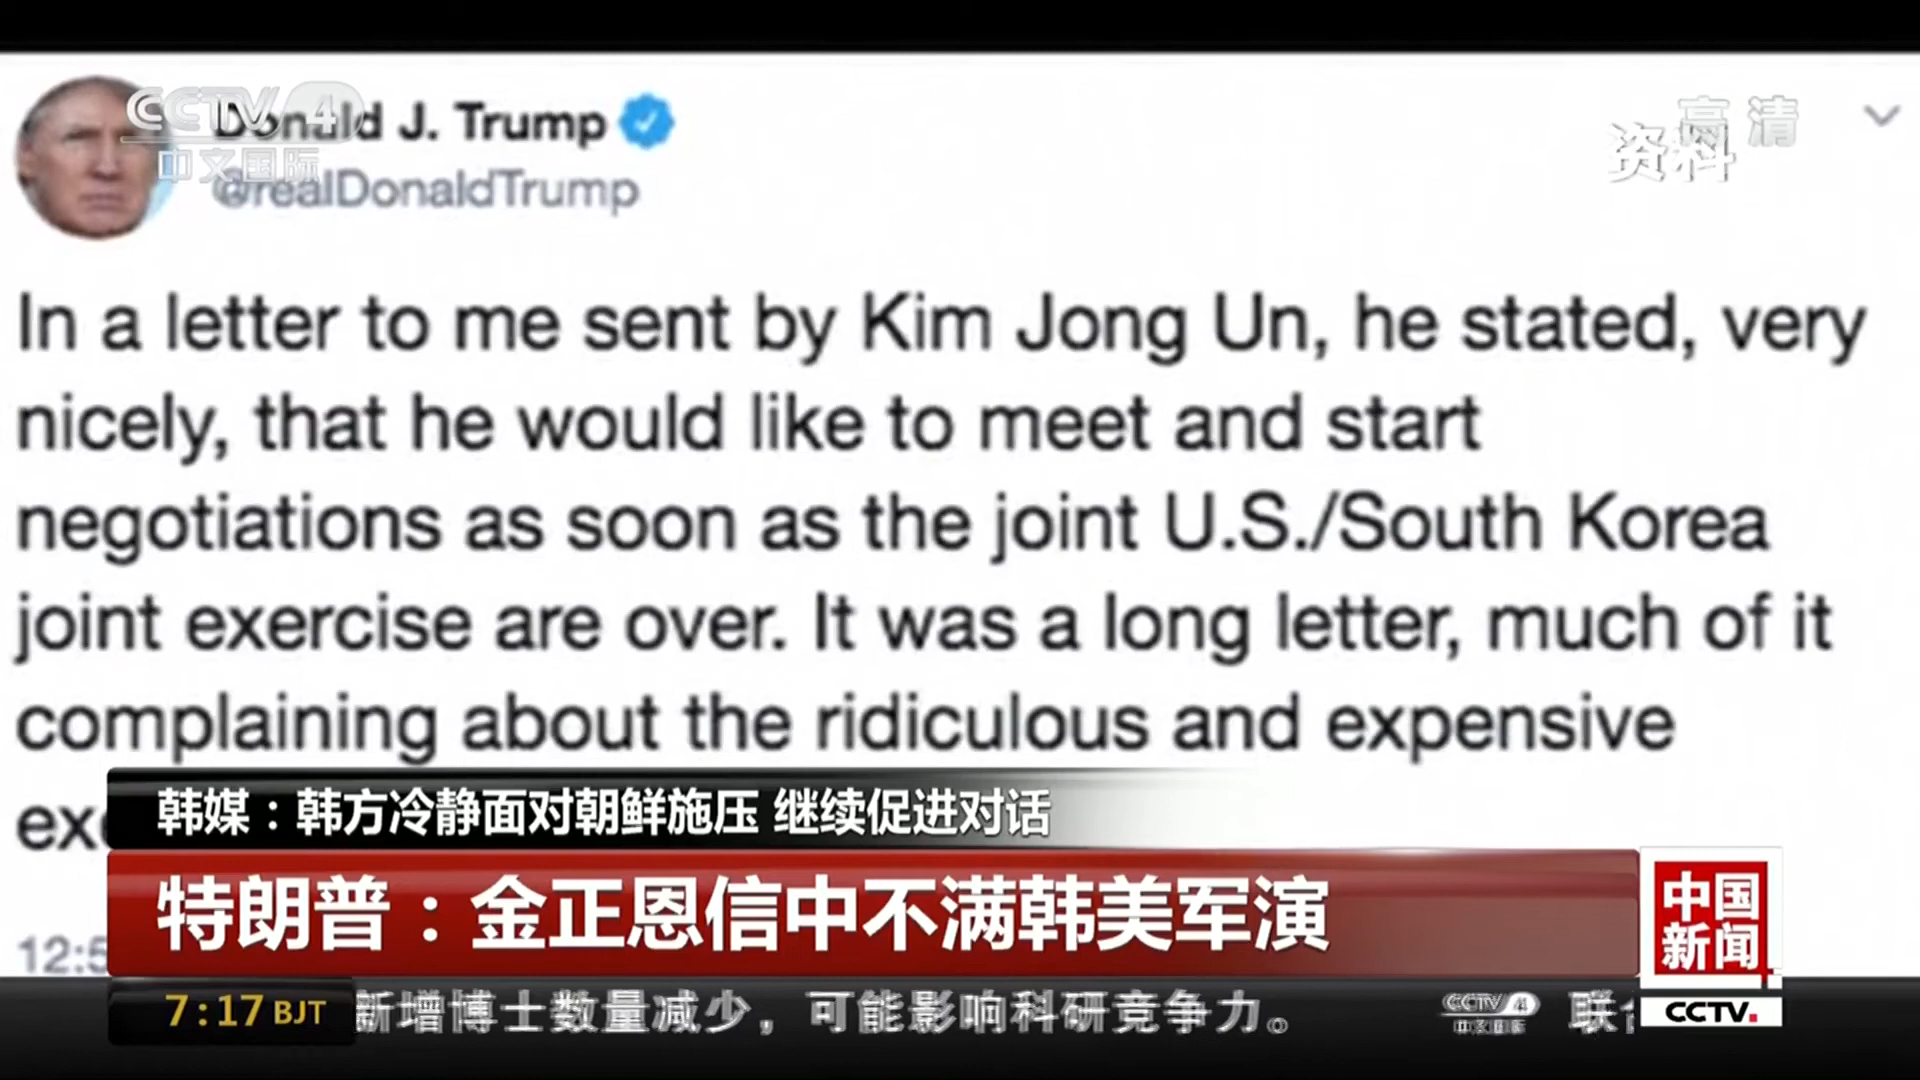 CCTV 4
中文国际
Donald J. Trump
@realDonaldTrump
高清
资料
In a letter to me sent by Kim Jong Un, he stated, very
nicely, that he would like to meet and start
negotiations as soon as the joint U.S./South Korea
joint exercise are over. It was a long letter, much of it
complaining about the ridiculous and expensive
韩媒：韩方冷静面对朝鲜施压 继续促进对话
特朗普：金正恩信中不满韩美军演
中国
新闻
CCTV.
7:17 BJT
新增博士数量减少，可能影响科研竞争力。
CCTV 4
中文国际
联